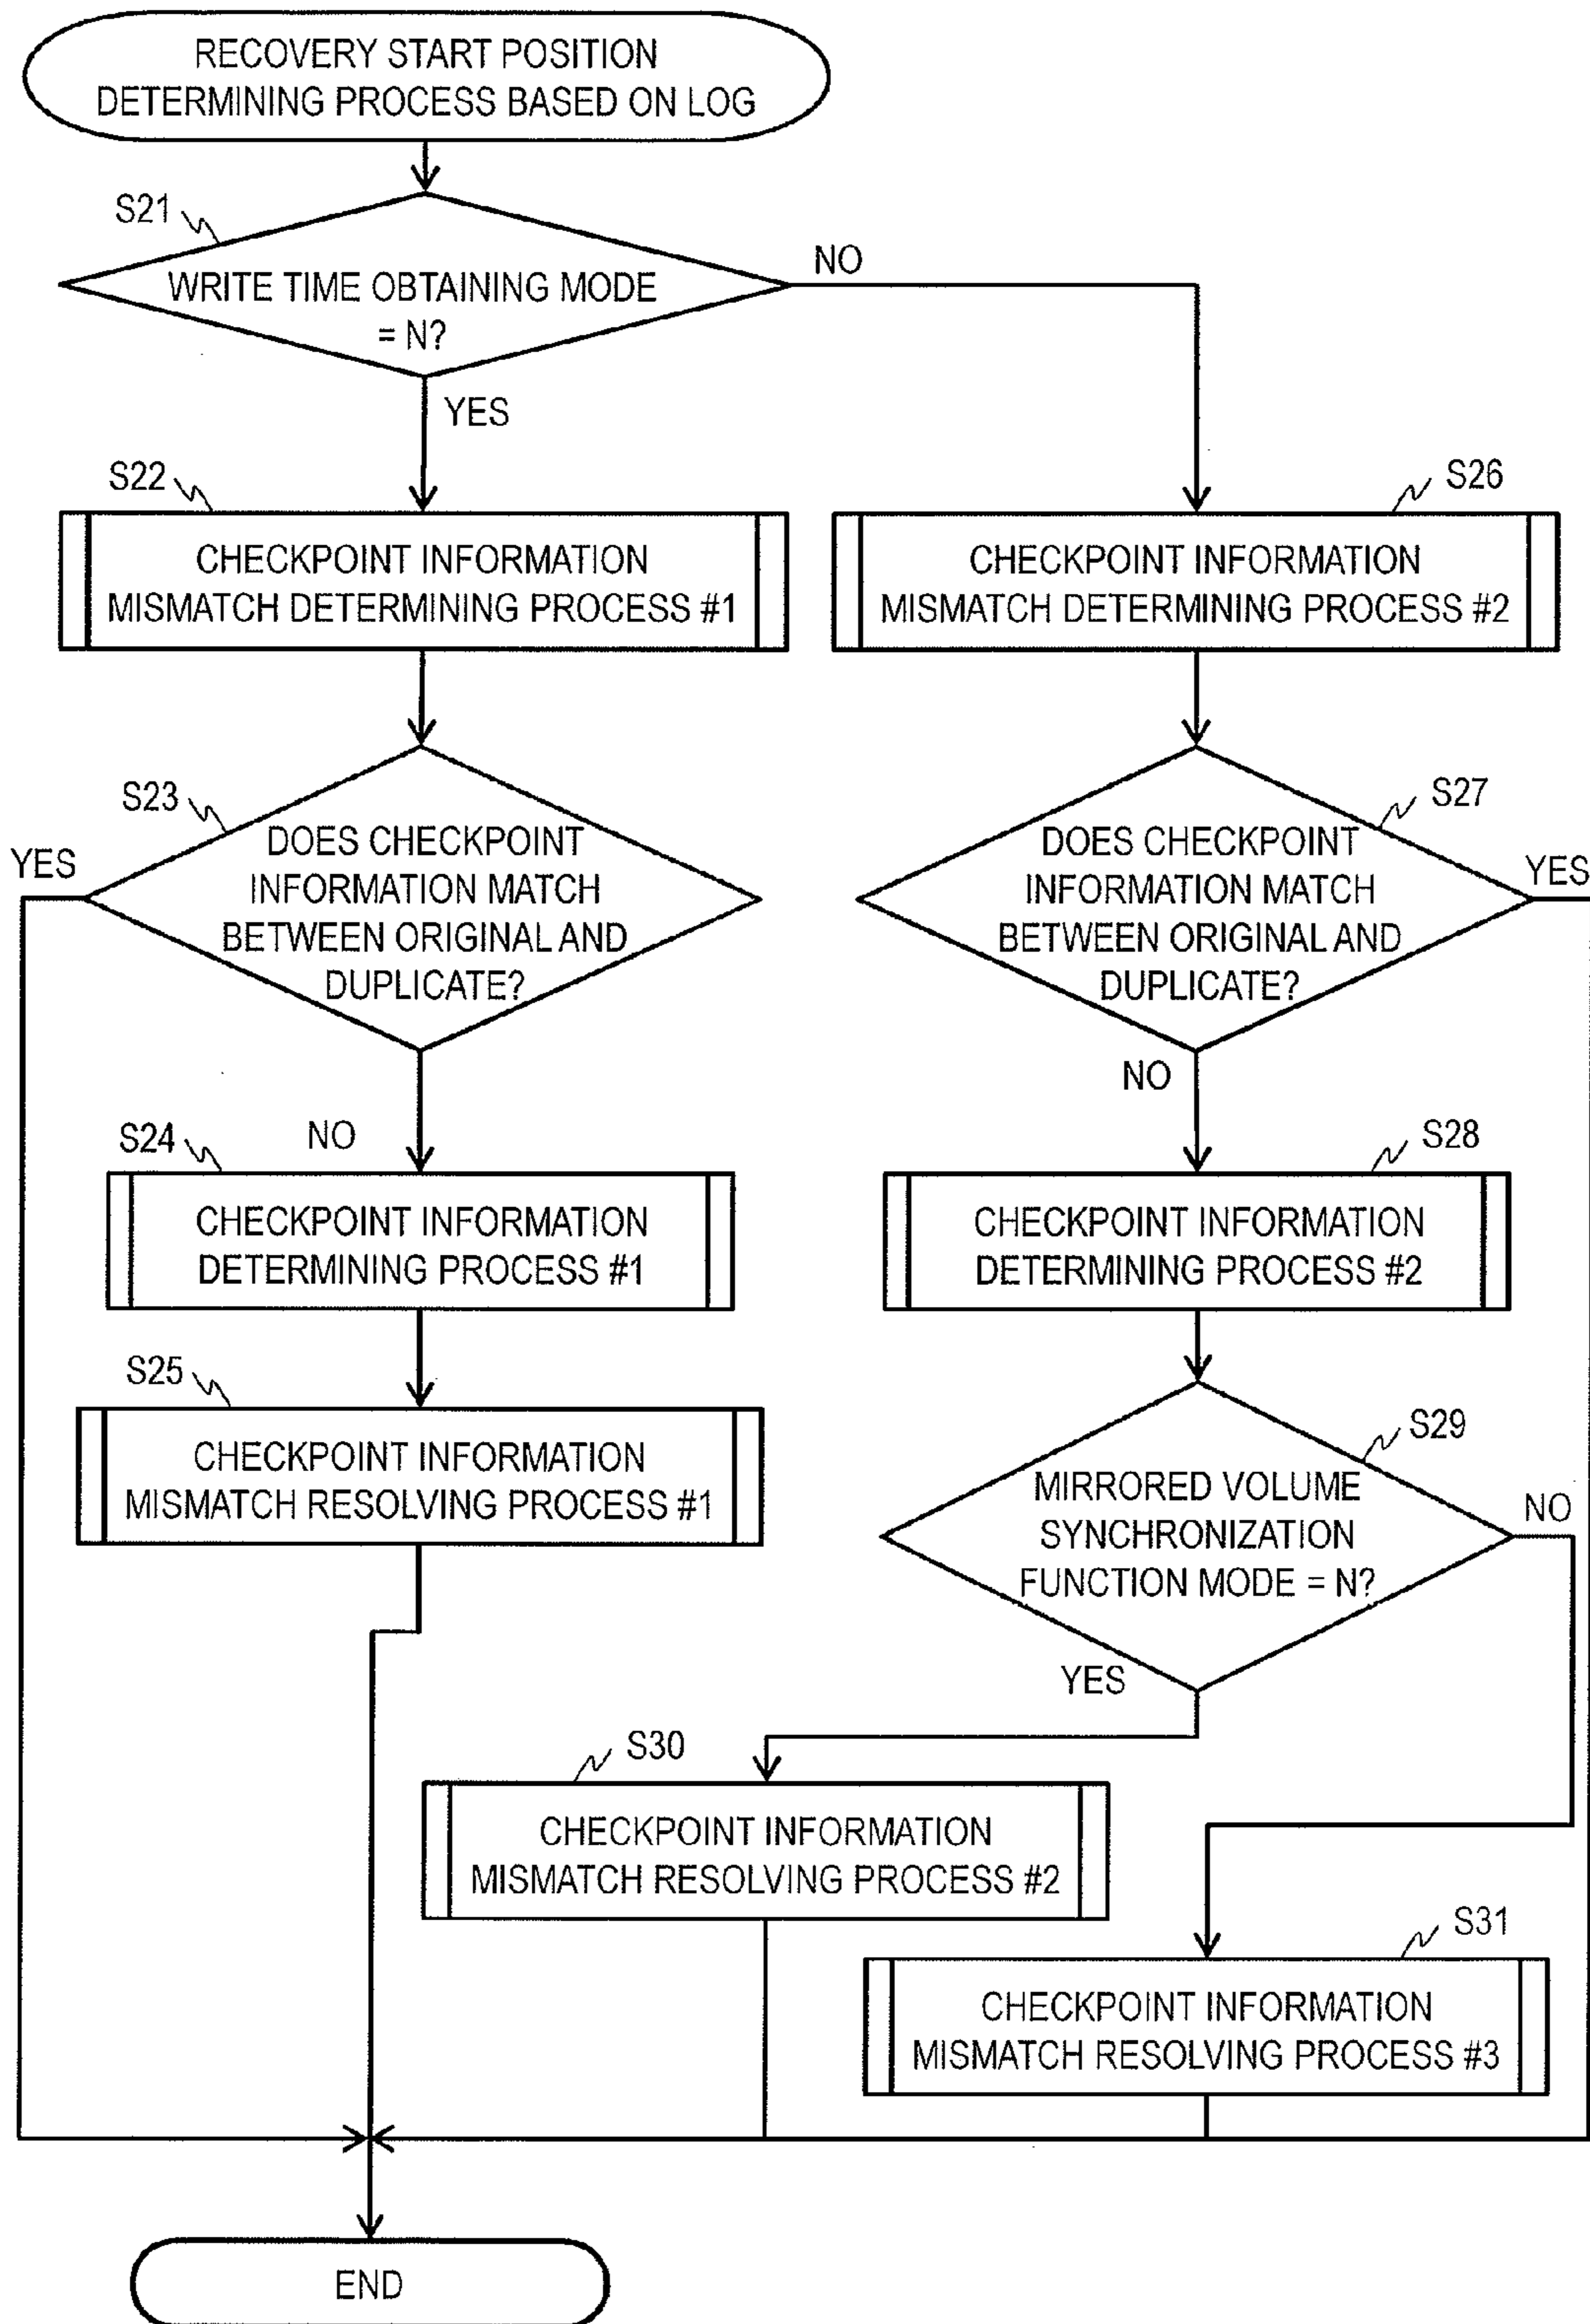 RECOVERY START POSITION
DETERMINING PROCESS BASED ON LOG
S21
WRITE TIME OBTAINING MODE
= N?
NO
YES
S22
CHECKPOINT INFORMATION
MISMATCH DETERMINING PROCESS #1
S26
CHECKPOINT INFORMATION
MISMATCH DETERMINING PROCESS #2
S23
YES
DOES CHECKPOINT
INFORMATION MATCH
BETWEEN ORIGINAL AND
DUPLICATE?
NO
S27
YES
DOES CHECKPOINT
INFORMATION MATCH
BETWEEN ORIGINAL AND
DUPLICATE?
NO
S24
CHECKPOINT INFORMATION
DETERMINING PROCESS #1
S28
CHECKPOINT INFORMATION
DETERMINING PROCESS #2
S25
CHECKPOINT INFORMATION
MISMATCH RESOLVING PROCESS #1
S29
MIRRORED VOLUME
SYNCHRONIZATION
FUNCTION MODE = N?
NO
YES
S30
CHECKPOINT INFORMATION
MISMATCH RESOLVING PROCESS #2
S31
CHECKPOINT INFORMATION
MISMATCH RESOLVING PROCESS #3
END